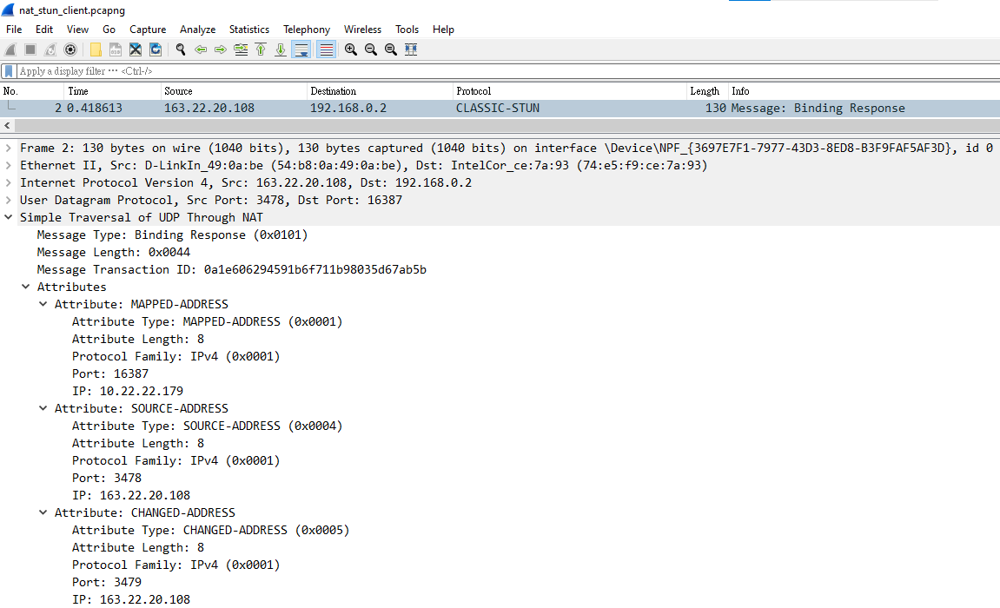 nat_stun_client.pcapng
File Edit View Go Capture Analyze Statistics Telephony Wireless Tools Help
Apply a display filter ⋯ <Ctrl-/>
No. Time Source Destination Protocol Length Info
2 0.418613 163.22.20.108 192.168.0.2 CLASSIC-STUN 130 Message: Binding Response
Frame 2: 130 bytes on wire (1040 bits), 130 bytes captured (1040 bits) on interface \Device\NPF_{3697E7F1-7977-43D3-8ED8-B3F9FAF5AF3D}, id 0
Ethernet II, Src: D-LinkIn_49:0a:be (54:b8:0a:49:0a:be), Dst: IntelCor_ce:7a:93 (74:e5:f9:ce:7a:93)
Internet Protocol Version 4, Src: 163.22.20.108, Dst: 192.168.0.2
User Datagram Protocol, Src Port: 3478, Dst Port: 16387
Simple Traversal of UDP Through NAT
Message Type: Binding Response (0x0101)
Message Length: 0x0044
Message Transaction ID: 0a1e606294591b6f711b98035d67ab5b
Attributes
Attribute: MAPPED-ADDRESS
Attribute Type: MAPPED-ADDRESS (0x0001)
Attribute Length: 8
Protocol Family: IPv4 (0x0001)
Port: 16387
IP: 10.22.22.179
Attribute: SOURCE-ADDRESS
Attribute Type: SOURCE-ADDRESS (0x0004)
Attribute Length: 8
Protocol Family: IPv4 (0x0001)
Port: 3478
IP: 163.22.20.108
Attribute: CHANGED-ADDRESS
Attribute Type: CHANGED-ADDRESS (0x0005)
Attribute Length: 8
Protocol Family: IPv4 (0x0001)
Port: 3479
IP: 163.22.20.108